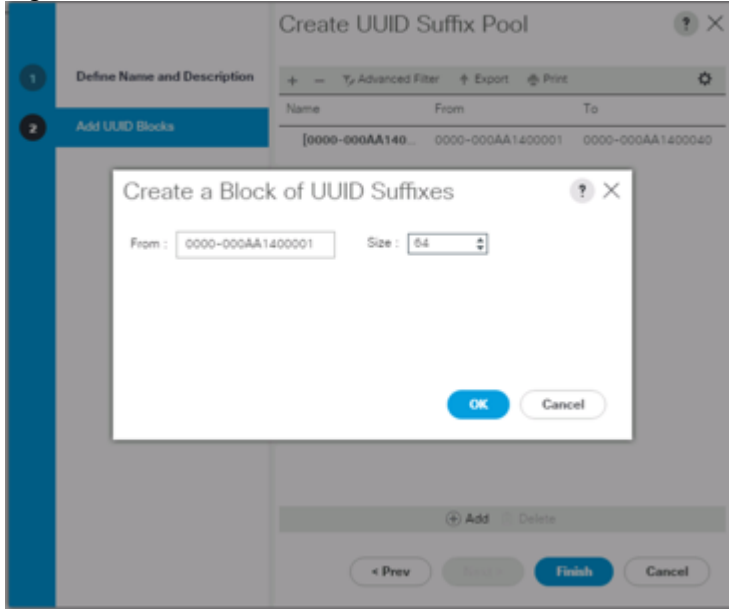 Create UUID Suffix Pool
?
1 Define Name and Description
+ − Advanced Filter Export Print
Name From To
2 Add UUID Blocks
[0000-000AA140... 0000-000AA1400001 0000-000AA1400040
Create a Block of UUID Suffixes
?
From : 0000-000AA1400001 Size : 64
OK Cancel
Add Delete
< Prev Next > Finish Cancel